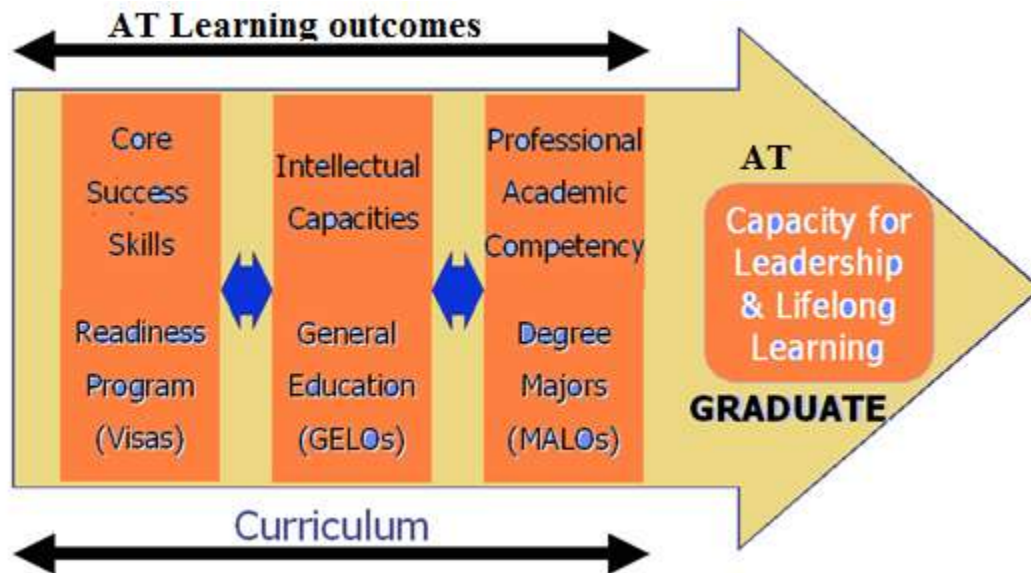 AT Learning outcomes
Core
Success
Skills
Readiness
Program
(Visas)
Intellectual
Capacities
General
Education
(GELOs)
Professional
Academic
Competency
Degree
Majors
(MALOs)
AT
Capacity for
Leadership
& Lifelong
Learning
GRADUATE
Curriculum